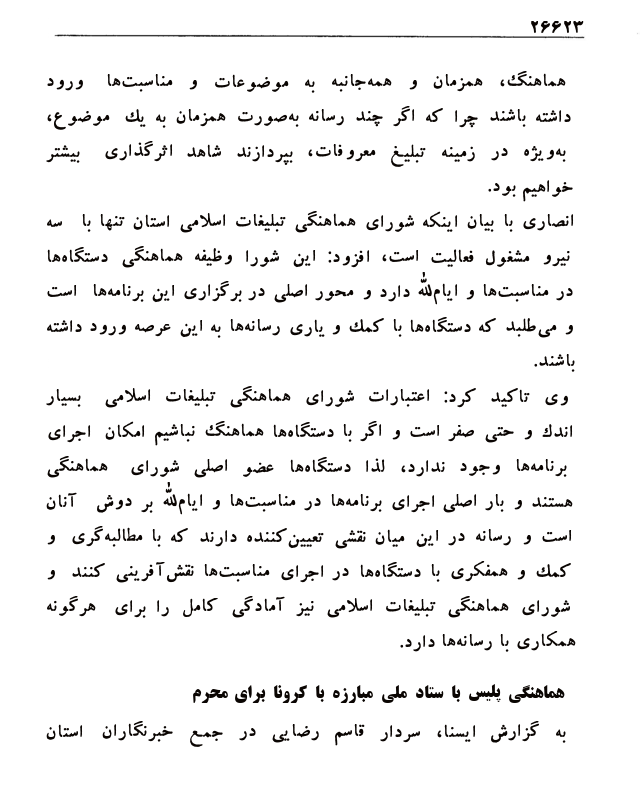 ۲۶۶۲۳
هماهنگ، همزمان و همه‌جانبه به موضوعات و مناسبت‌ها ورود
داشته باشند چرا که اگر چند رسانه به‌صورت همزمان به یك موضوع،
به‌ویژه در زمینه تبلیغ معروفات، بپردازند شاهد اثرگذاری بیشتر
خواهیم بود.
انصاری با بیان اینکه شورای هماهنگی تبلیغات اسلامی استان تنها با سه
نیرو مشغول فعالیت است، افزود: این شورا وظیفه هماهنگی دستگاه‌ها
در مناسبت‌ها و ایام‌الله دارد و محور اصلی در برگزاری این برنامه‌ها است
و می‌طلبد که دستگاه‌ها با کمك و یاری رسانه‌ها به این عرصه ورود داشته
باشند.
وی تاکید کرد: اعتبارات شورای هماهنگی تبلیغات اسلامی بسیار
اندك و حتی صفر است و اگر با دستگاه‌ها هماهنگ نباشیم امکان اجرای
برنامه‌ها وجود ندارد، لذا دستگاه‌ها عضو اصلی شورای هماهنگی
هستند و بار اصلی اجرای برنامه‌ها در مناسبت‌ها و ایام‌الله بر دوش آنان
است و رسانه در این میان نقشی تعیین‌کننده دارند که با مطالبه‌گری و
کمك و همفکری با دستگاه‌ها در اجرای مناسبت‌ها نقش‌آفرینی کنند و
شورای هماهنگی تبلیغات اسلامی نیز آمادگی کامل را برای هرگونه
همکاری با رسانه‌ها دارد.
هماهنگی پلیس با ستاد ملی مبارزه با کرونا برای محرم
به گزارش ایسنا، سردار قاسم رضایی در جمع خبرنگاران استان